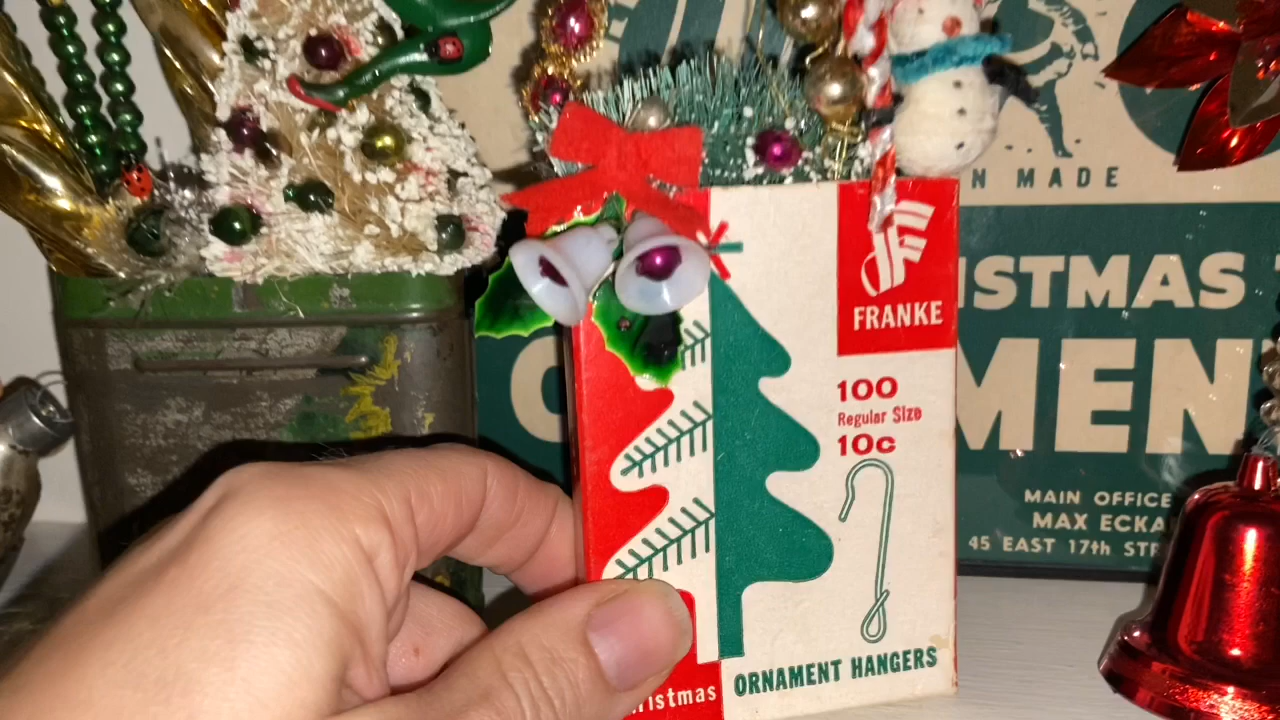 N MADE
ISTMAS
MEN
MAIN OFFICE
MAX ECKA
45 EAST 17th STR
F
FRANKE
100
Regular Size
10c
ORNAMENT HANGERS
ristmas